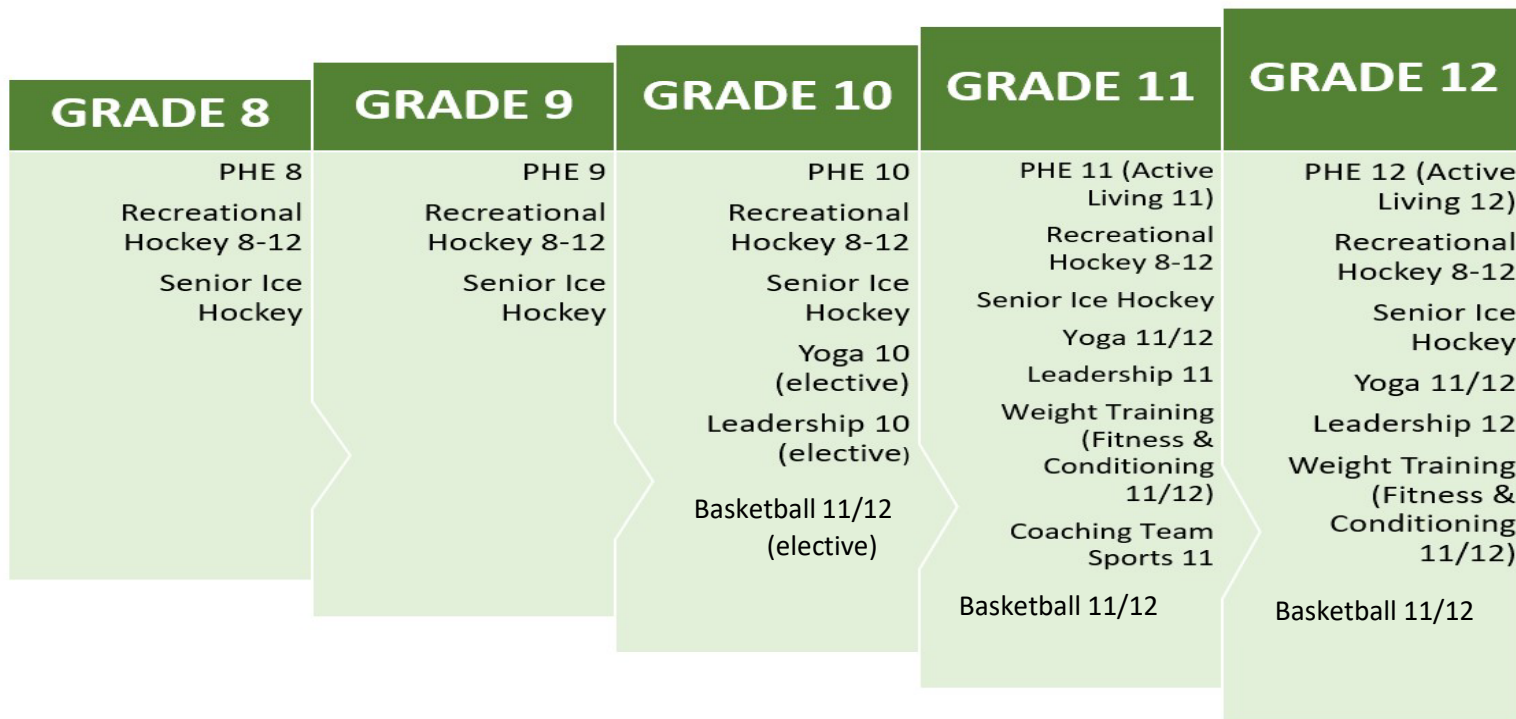 GRADE 8
PHE 8
Recreational
Hockey 8-12
Senior Ice
Hockey
GRADE 9
PHE 9
Recreational
Hockey 8-12
Senior Ice
Hockey
GRADE 10
PHE 10
Recreational
Hockey 8-12
Senior Ice
Hockey
Yoga 10
(elective)
Leadership 10
(elective)
Basketball 11/12
(elective)
GRADE 11
PHE 11 (Active
Living 11)
Recreational
Hockey 8-12
Senior Ice Hockey
Yoga 11/12
Leadership 11
Weight Training
(Fitness &
Conditioning
11/12)
Coaching Team
Sports 11
Basketball 11/12
GRADE 12
PHE 12 (Active
Living 12)
Recreational
Hockey 8-12
Senior Ice
Hockey
Yoga 11/12
Leadership 12
Weight Training
(Fitness &
Conditioning
11/12)
Basketball 11/12